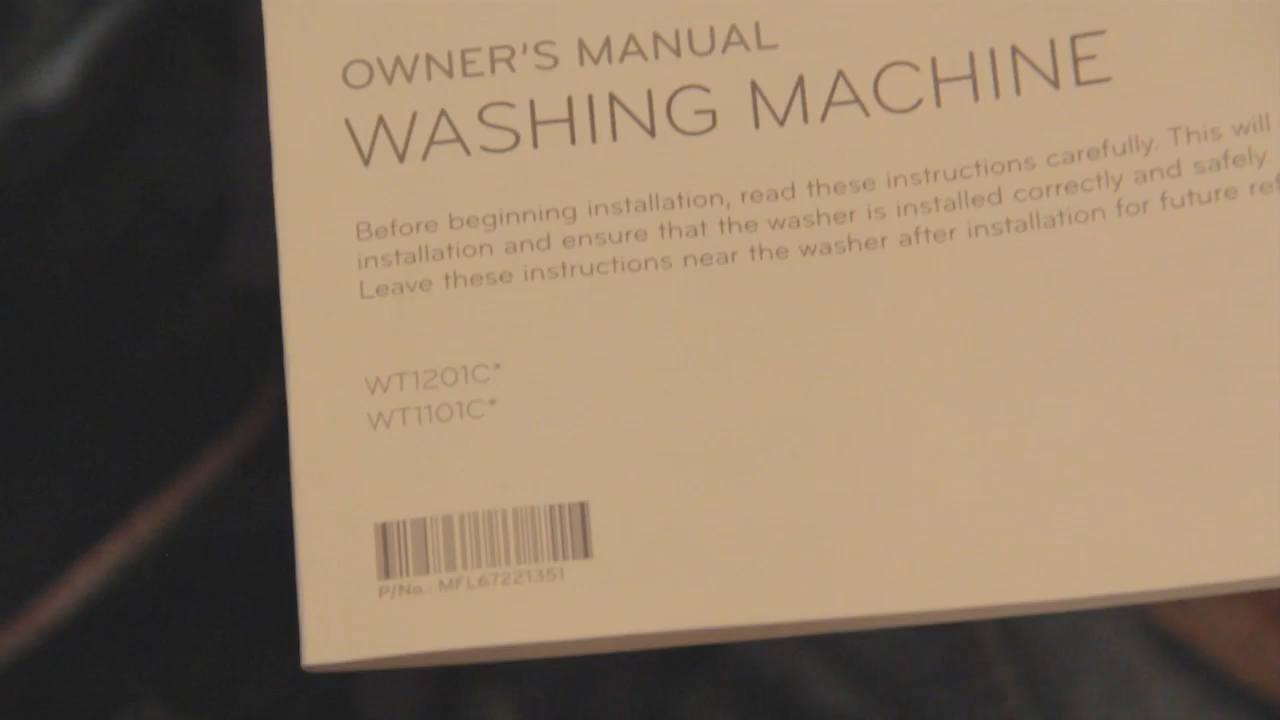 OWNER'S MANUAL
WASHING MACHINE
Before beginning installation, read these instructions carefully. This will
installation and ensure that the washer is installed correctly and safely
Leave these instructions near the washer after installation for future
WT1201C*
WT1101C*
P/No.: MFL67221351